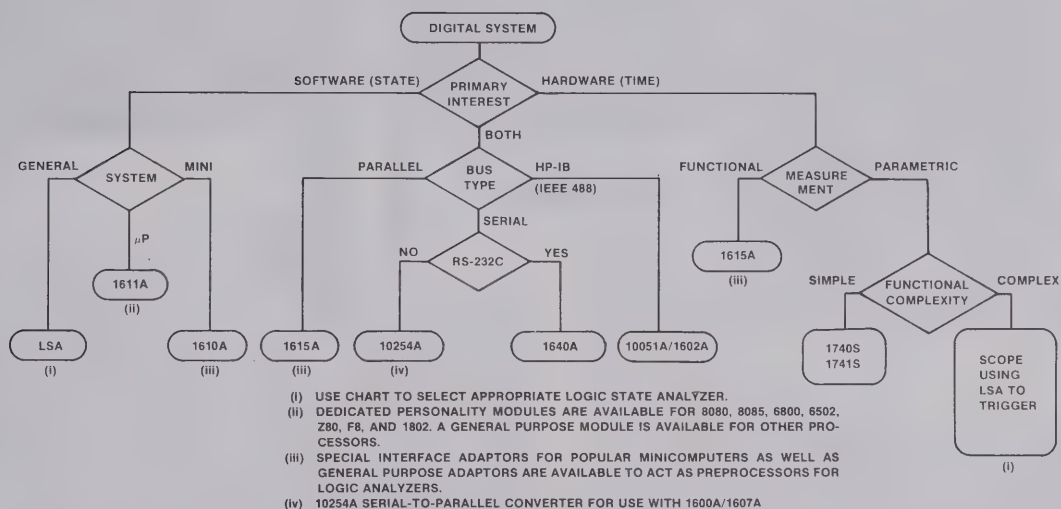 DIGITAL SYSTEM
SOFTWARE (STATE)
PRIMARY
INTEREST
HARDWARE (TIME)
BOTH
GENERAL
SYSTEM
MINI
PARALLEL
BUS
TYPE
HP-IB
(IEEE 488)
FUNCTIONAL
MEASURE
MENT
PARAMETRIC
μP
SERIAL
1611A
(ii)
NO
RS-232C
YES
1615A
(iii)
SIMPLE
FUNCTIONAL
COMPLEXITY
COMPLEX
LSA
(i)
1610A
(iii)
1615A
(iii)
10254A
(iv)
1640A
10051A/1602A
1740S
1741S
SCOPE
USING
LSA TO
TRIGGER
(i)
(i) USE CHART TO SELECT APPROPRIATE LOGIC STATE ANALYZER.
(ii) DEDICATED PERSONALITY MODULES ARE AVAILABLE FOR 8080, 8085, 6800, 6502,
Z80, F8, AND 1802. A GENERAL PURPOSE MODULE IS AVAILABLE FOR OTHER PRO-
CESSORS.
(iii) SPECIAL INTERFACE ADAPTORS FOR POPULAR MINICOMPUTERS AS WELL AS
GENERAL PURPOSE ADAPTORS ARE AVAILABLE TO ACT AS PREPROCESSORS FOR
LOGIC ANALYZERS.
(iv) 10254A SERIAL-TO-PARALLEL CONVERTER FOR USE WITH 1600A/1607A